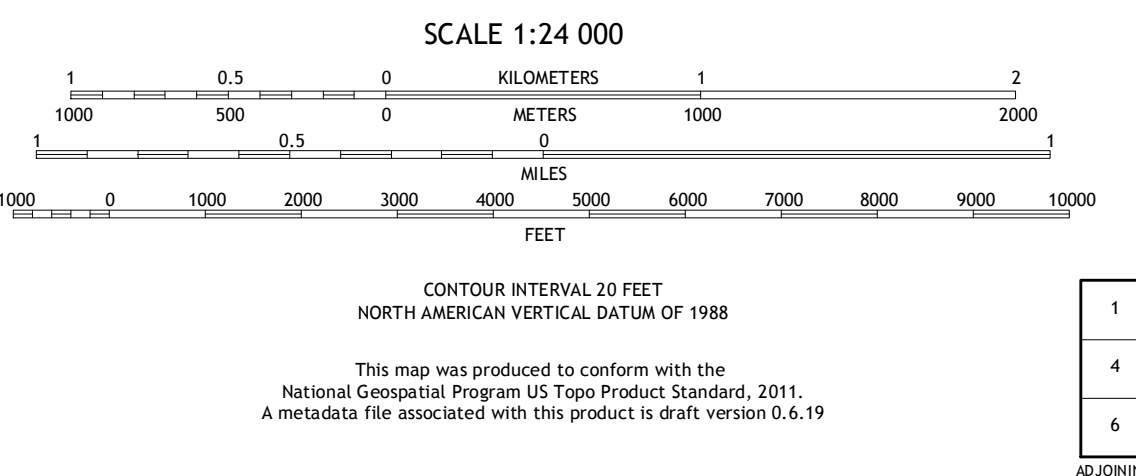 SCALE 1:24 000
1 0.5 0 KILOMETERS 1 2
1000 500 0 METERS 1000 2000
1 0.5 0 1
MILES
1000 0 1000 2000 3000 4000 5000 6000 7000 8000 9000 10000
FEET
CONTOUR INTERVAL 20 FEET
NORTH AMERICAN VERTICAL DATUM OF 1988
This map was produced to conform with the
National Geospatial Program US Topo Product Standard, 2011.
A metadata file associated with this product is draft version 0.6.19
1
4
6
ADJOININ